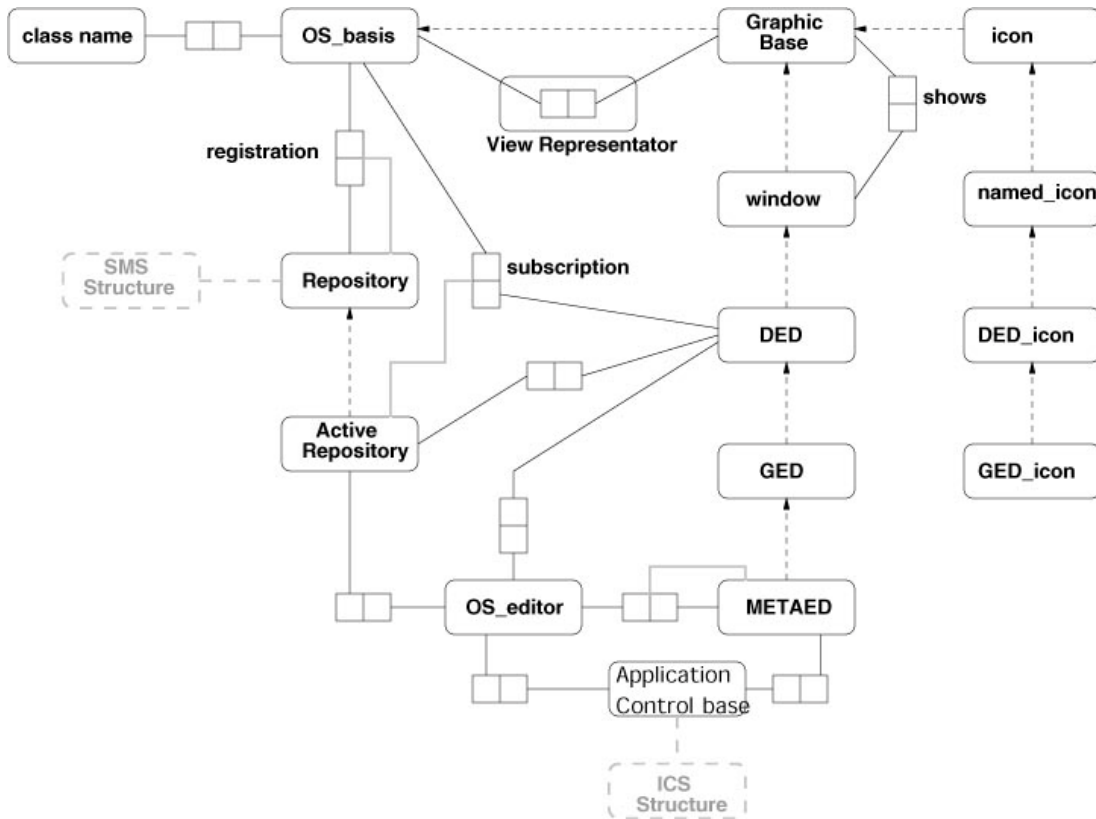 class name
OS_basis
Graphic
Base
icon
shows
View Representator
registration
window
named_icon
SMS
Structure
Repository
subscription
DED
DED_icon
Active
Repository
GED
GED_icon
OS_editor
METAED
Application
Control base
ICS
Structure